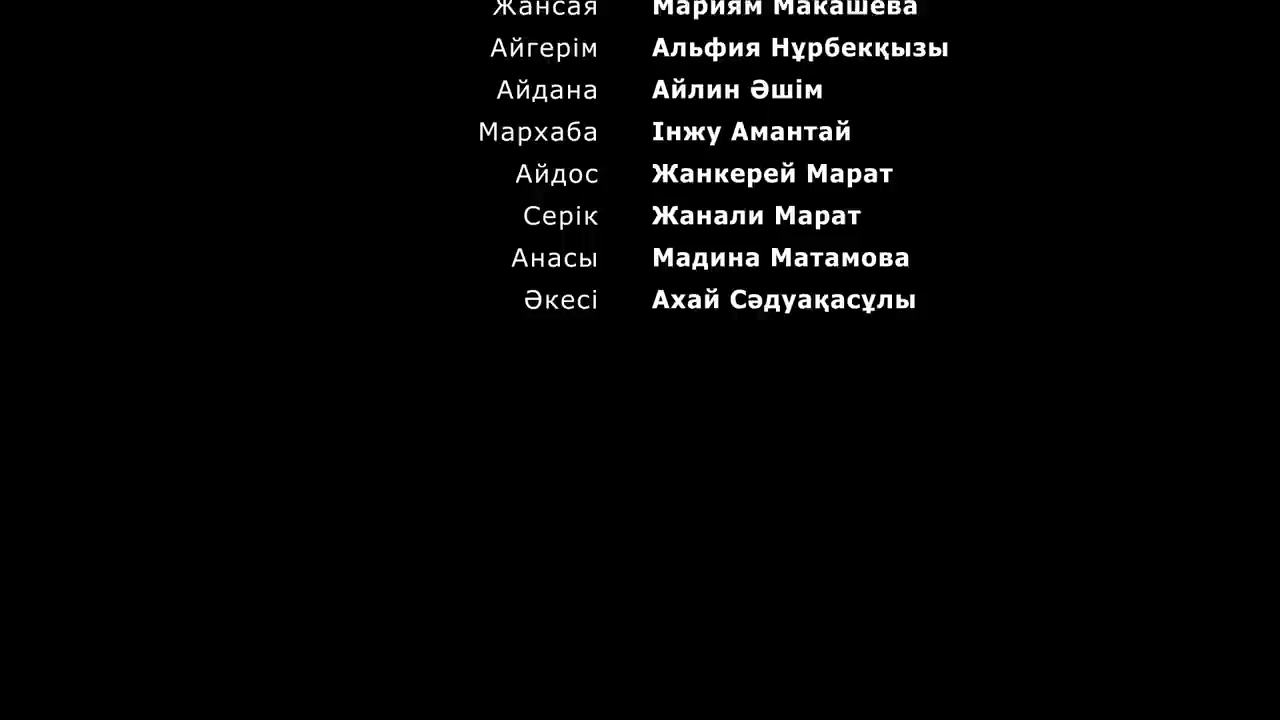 Жансая Мариям Макашева
Айгерім Альфия Нұрбекқызы
Айдана Айлин Әшім
Мархаба Інжу Амантай
Айдос Жанкерей Марат
Серік Жанали Марат
Анасы Мадина Матамова
Әкесі Ахай Сәдуақасұлы